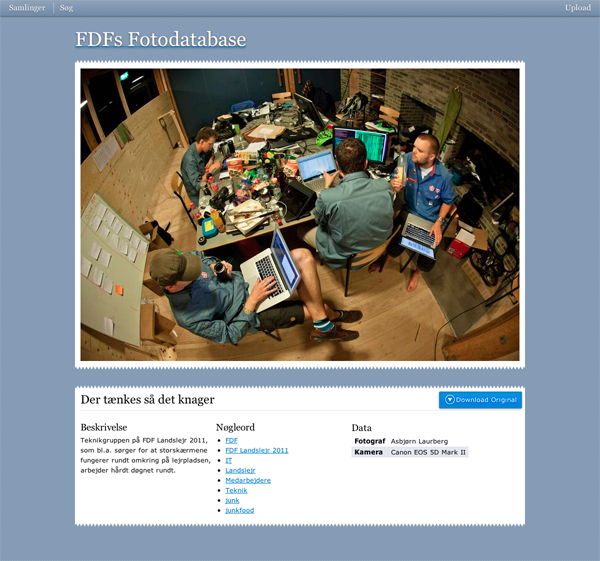 Samlinger
Søg
Upload
FDFs Fotodatabase
Der tænkes så det knager
Download Original
Beskrivelse
Teknikgruppen på FDF Landslejr 2011,
som bl.a. sørger for at storskærmene
fungerer rundt omkring på lejrpladsen,
arbejder hårdt døgnet rundt.
Nøgleord
FDF
FDF Landslejr 2011
IT
Landslejr
Medarbejdere
Teknik
junk
junkfood
Data
Fotograf Asbjørn Laurberg
Kamera Canon EOS 5D Mark II